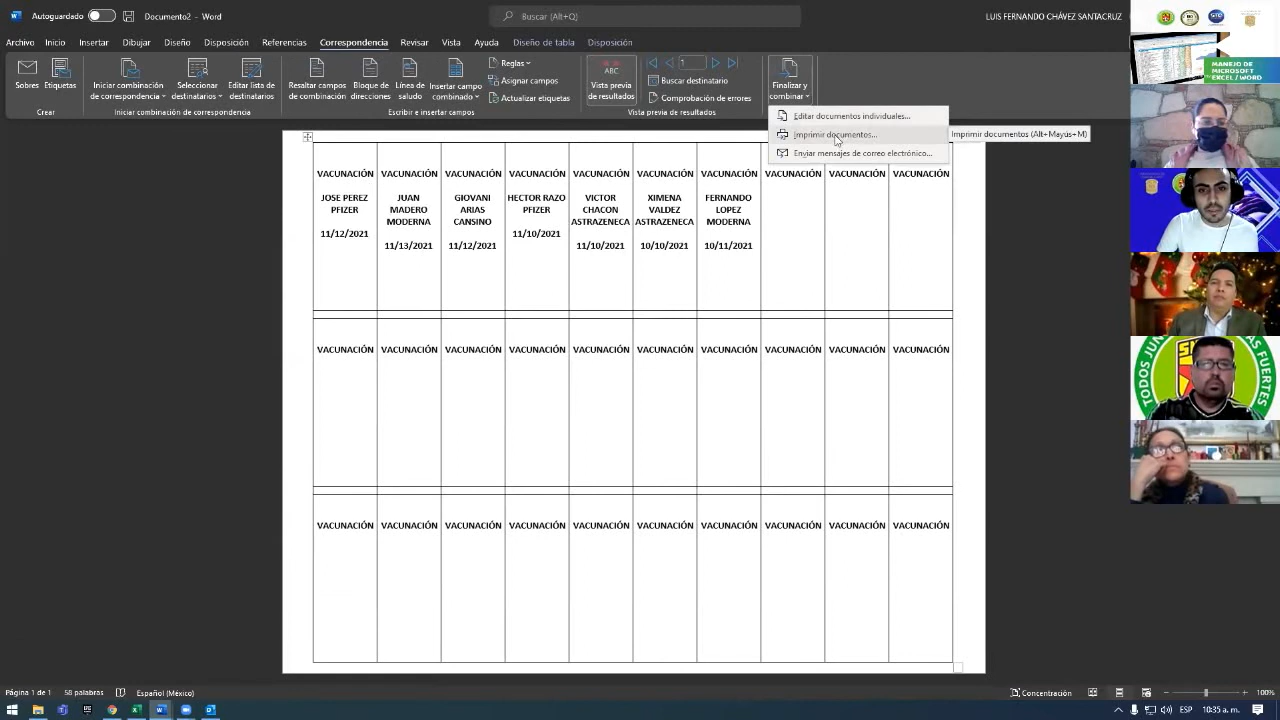 Autoguardado
Documento2 - Word
Buscar (Alt+Q)
LUIS FERNANDO CHÁVEZ SANTACRUZ
Archivo Inicio Insertar Dibujar Diseño Disposición Referencias Correspondencia Revisar Vista Disposición
Sobres
Etiquetas
Crear
Iniciar combinación de correspondencia
Seleccionar destinatarios
Editar lista de destinatarios
Iniciar combinación de correspondencia
Resaltar campos de combinación
Bloque de direcciones
Línea de saludo
Insertar campo combinado
Reglas
Asignar campos
Actualizar etiquetas
Escribir e insertar campos
ABC
Vista previa de resultados
1
Buscar destinatario
Comprobación de errores
Vista previa de resultados
Finalizar y combinar
Editar documentos individuales...
Imprimir documentos...
Enviar mensajes de correo electrónico...
Imprimir documentos (Alt+Mayús+M)
VACUNACIÓN VACUNACIÓN VACUNACIÓN VACUNACIÓN VACUNACIÓN VACUNACIÓN VACUNACIÓN VACUNACIÓN VACUNACIÓN VACUNACIÓN
JOSE PEREZ
PFIZER
11/12/2021
JUAN
MADERO
MODERNA
11/13/2021
GIOVANI
ARIAS
CANSINO
11/12/2021
HECTOR RAZO
PFIZER
11/10/2021
VICTOR
CHACON
ASTRAZENECA
11/10/2021
XIMENA
VALDEZ
ASTRAZENECA
10/10/2021
FERNANDO
LOPEZ
MODERNA
10/11/2021
VACUNACIÓN VACUNACIÓN VACUNACIÓN VACUNACIÓN VACUNACIÓN VACUNACIÓN VACUNACIÓN VACUNACIÓN VACUNACIÓN VACUNACIÓN
VACUNACIÓN VACUNACIÓN VACUNACIÓN VACUNACIÓN VACUNACIÓN VACUNACIÓN VACUNACIÓN VACUNACIÓN VACUNACIÓN VACUNACIÓN
MANEJO DE
MICROSOFT
EXCEL/WORD
TODOS JUN
AS FUERTES
Página 1 de 1
58 palabras
Español (México)
Concentración
100%
ESP
10:35 a. m.